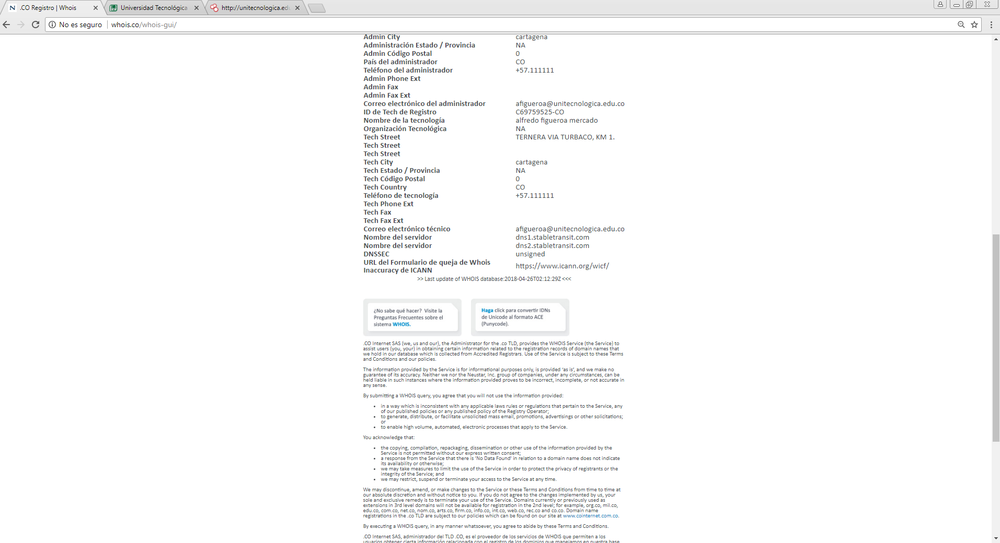 .CO Registro | Whois
Universidad Tecnológica
http://unitecnologica.edu
No es seguro | whois.co/whois-gui/
Admin City cartagena
Administración Estado / Provincia NA
Admin Código Postal 0
País del administrador CO
Teléfono del administrador +57.111111
Admin Phone Ext
Admin Fax
Admin Fax Ext
Correo electrónico del administrador afigueroa@unitecnologica.edu.co
ID de Tech de Registro C69759525-CO
Nombre de la tecnología alfredo figueroa mercado
Organización Tecnológica NA
Tech Street TERNERA VIA TURBACO, KM 1.
Tech Street
Tech Street
Tech City cartagena
Tech Estado / Provincia NA
Tech Código Postal 0
Tech Country CO
Teléfono de tecnología +57.111111
Tech Phone Ext
Tech Fax
Tech Fax Ext
Correo electrónico técnico afigueroa@unitecnologica.edu.co
Nombre del servidor dns1.stabletransit.com
Nombre del servidor dns2.stabletransit.com
DNSSEC unsigned
URL del Formulario de queja de Whois
Inaccuracy de ICANN https://www.icann.org/wicf/
>> Last update of WHOIS database:2018-04-26T02:12:29Z <<<
¿No sabe qué hacer? Visite la
Preguntas Frecuentes sobre el
sistema WHOIS.
Haga click para convertir IDNs
de Unicode al formato ACE
(Punycode).
.CO Internet SAS (we, us and our), the Administrator for the .co TLD, provides the WHOIS Service (the Service) to
assist users (you, your) in obtaining certain information related to the registration records of domain names that
we hold in our database which is collected from Accredited Registrars. Use of the Service is subject to these Terms
and Conditions and our policies.
The information provided by the Service is for informational purposes only, is provided 'as is', and we make no
guarantee of its accuracy. Neither we nor the Neustar, Inc. group of companies, under any circumstances, can be
held liable in such instances where the information provided proves to be incorrect, incomplete, or not accurate in
any sense.
By submitting a WHOIS query, you agree that you will not use the information provided:
• in a way which is inconsistent with any applicable laws rules or regulations that pertain to the Service, any
of our published policies or any published policy of the Registry Operator;
• to generate, distribute, or facilitate unsolicited mass email, promotions, advertisings or other solicitations;
or
• to enable high volume, automated, electronic processes that apply to the Service.
You acknowledge that:
• the copying, compilation, repackaging, dissemination or other use of the information provided by the
Service is not permitted without our express written consent;
• a response from the Service that there is 'No Data Found' in relation to a domain name does not indicate
its availability or otherwise;
• we may take measures to limit the use of the Service in order to protect the privacy of registrants or the
integrity of the Service; and
• we may restrict, suspend or terminate your access to the Service at any time.
We may discontinue, amend, or make changes to the Service or these Terms and Conditions from time to time at
our absolute discretion and without notice to you. If you do not agree to the changes implemented by us, your
sole and exclusive remedy is to terminate your use of the Service. Domains currently or previously used as
extensions in 3rd level domains will not be available for registration in the 2nd level; for example, org.co, mil.co,
edu.co, com.co, net.co, nom.co, arts.co, firm.co, info.co, int.co, web.co, rec.co and co.co. Domain name
registrations in the .co TLD are subject to our policies which can be found on our site at www.cointernet.com.co.
By executing a WHOIS query, in any manner whatsoever, you agree to abide by these Terms and Conditions.
.CO Internet SAS, administrador del TLD .CO, es el proveedor de los servicios de WHOIS que permiten a los
usuarios obtener cierta información relacionada con el registro de los dominios que manejamos en nuestra base